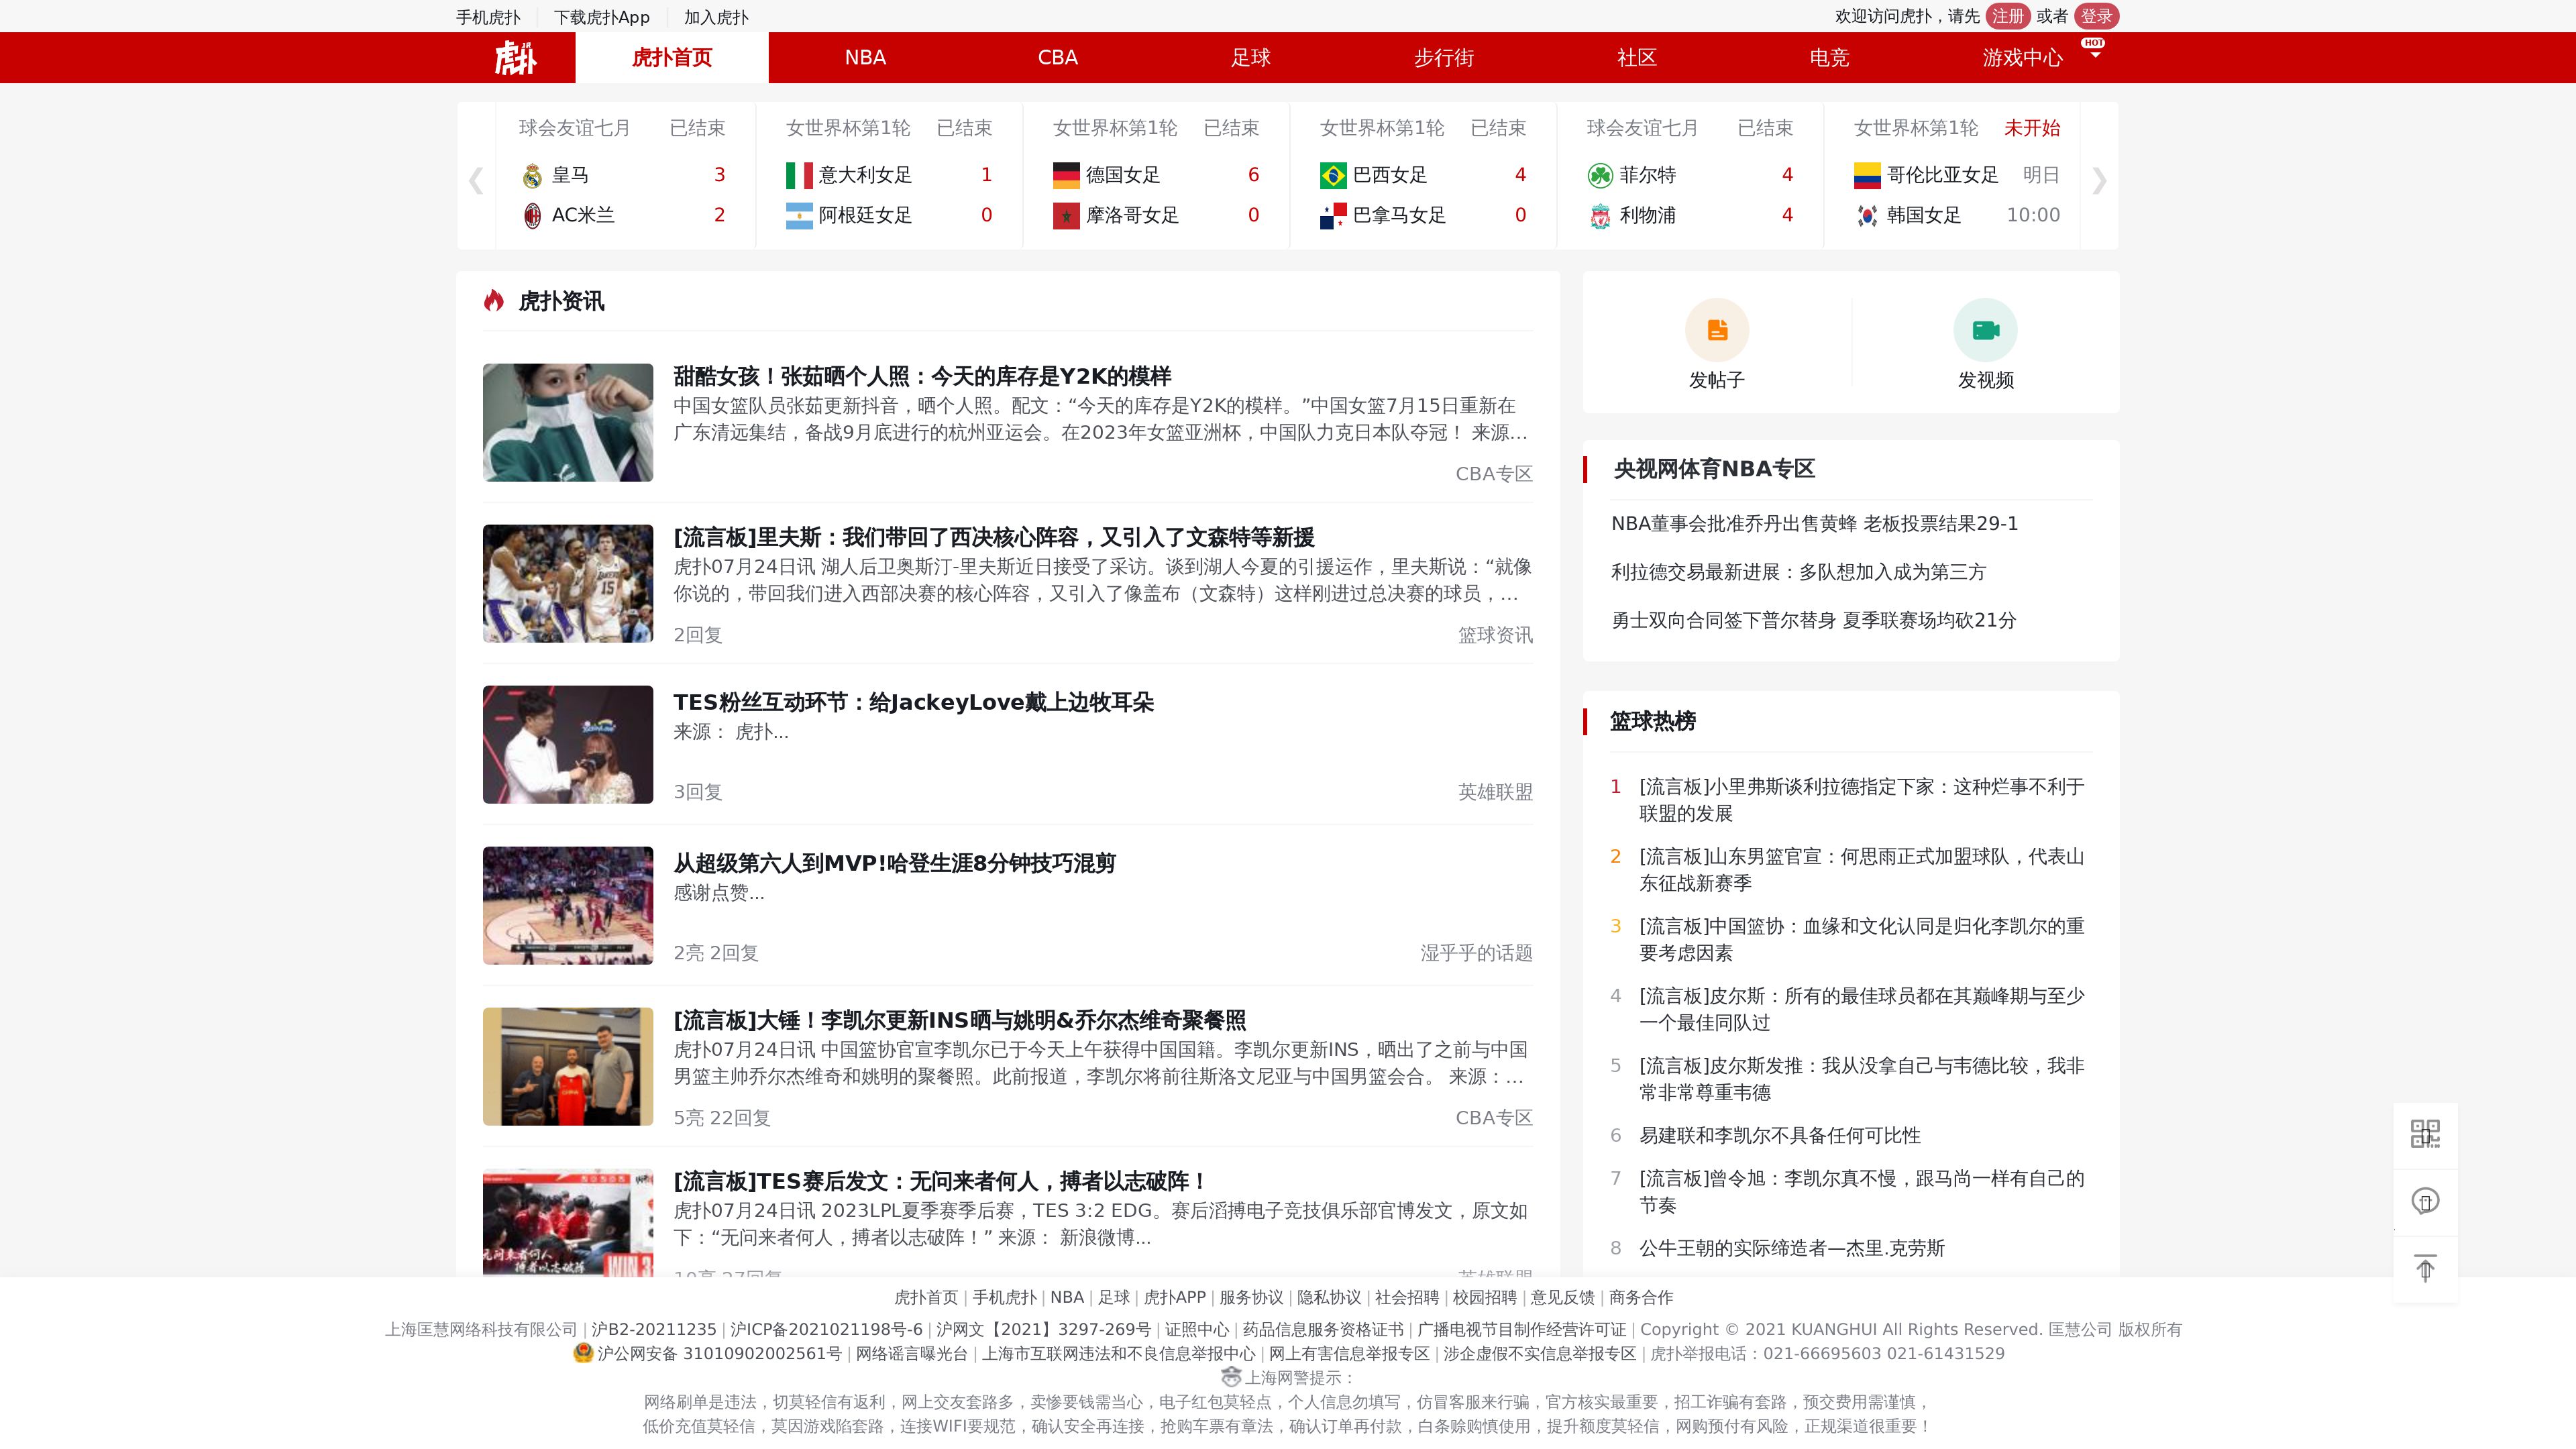 手机虎扑 下载虎扑App 加入虎扑 欢迎访问虎扑，请先 注册 或者 登录
虎扑 虎扑首页 NBA CBA 足球 步行街 社区 电竞 游戏中心 HOT
球会友谊七月 已结束
皇马 3
AC米兰 2
女世界杯第1轮 已结束
意大利女足 1
阿根廷女足 0
女世界杯第1轮 已结束
德国女足 6
摩洛哥女足 0
女世界杯第1轮 已结束
巴西女足 4
巴拿马女足 0
球会友谊七月 已结束
菲尔特 4
利物浦 4
女世界杯第1轮 未开始
哥伦比亚女足 明日
韩国女足 10:00
虎扑资讯
甜酷女孩！张茹晒个人照：今天的库存是Y2K的模样
中国女篮队员张茹更新抖音，晒个人照。配文：“今天的库存是Y2K的模样。”中国女篮7月15日重新在
广东清远集结，备战9月底进行的杭州亚运会。在2023年女篮亚洲杯，中国队力克日本队夺冠！ 来源…
CBA专区
[流言板]里夫斯：我们带回了西决核心阵容，又引入了文森特等新援
虎扑07月24日讯 湖人后卫奥斯汀-里夫斯近日接受了采访。谈到湖人今夏的引援运作，里夫斯说：“就像
你说的，带回我们进入西部决赛的核心阵容，又引入了像盖布（文森特）这样刚进过总决赛的球员，…
2回复 篮球资讯
TES粉丝互动环节：给JackeyLove戴上边牧耳朵
来源： 虎扑...
3回复 英雄联盟
从超级第六人到MVP!哈登生涯8分钟技巧混剪
感谢点赞...
2亮 2回复 湿乎乎的话题
[流言板]大锤！李凯尔更新INS晒与姚明&乔尔杰维奇聚餐照
虎扑07月24日讯 中国篮协官宣李凯尔已于今天上午获得中国国籍。李凯尔更新INS，晒出了之前与中国
男篮主帅乔尔杰维奇和姚明的聚餐照。此前报道，李凯尔将前往斯洛文尼亚与中国男篮会合。 来源：…
5亮 22回复 CBA专区
[流言板]TES赛后发文：无问来者何人，搏者以志破阵！
虎扑07月24日讯 2023LPL夏季赛季后赛，TES 3:2 EDG。赛后滔搏电子竞技俱乐部官博发文，原文如
下：“无问来者何人，搏者以志破阵！” 来源： 新浪微博...
发帖子 发视频
央视网体育NBA专区
NBA董事会批准乔丹出售黄蜂 老板投票结果29-1
利拉德交易最新进展：多队想加入成为第三方
勇士双向合同签下普尔替身 夏季联赛场均砍21分
篮球热榜
1 [流言板]小里弗斯谈利拉德指定下家：这种烂事不利于
联盟的发展
2 [流言板]山东男篮官宣：何思雨正式加盟球队，代表山
东征战新赛季
3 [流言板]中国篮协：血缘和文化认同是归化李凯尔的重
要考虑因素
4 [流言板]皮尔斯：所有的最佳球员都在其巅峰期与至少
一个最佳同队过
5 [流言板]皮尔斯发推：我从没拿自己与韦德比较，我非
常非常尊重韦德
6 易建联和李凯尔不具备任何可比性
7 [流言板]曾令旭：李凯尔真不慢，跟马尚一样有自己的
节奏
8 公牛王朝的实际缔造者—杰里.克劳斯
虎扑首页 | 手机虎扑 | NBA | 足球 | 虎扑APP | 服务协议 | 隐私协议 | 社会招聘 | 校园招聘 | 意见反馈 | 商务合作
上海匡慧网络科技有限公司 | 沪B2-20211235 | 沪ICP备2021021198号-6 | 沪网文【2021】3297-269号 | 证照中心 | 药品信息服务资格证书 | 广播电视节目制作经营许可证 | Copyright © 2021 KUANGHUI All Rights Reserved. 匡慧公司 版权所有
沪公网安备 31010902002561号 | 网络谣言曝光台 | 上海市互联网违法和不良信息举报中心 | 网上有害信息举报专区 | 涉企虚假不实信息举报专区 | 虎扑举报电话：021-66695603 021-61431529
上海网警提示：
网络刷单是违法，切莫轻信有返利，网上交友套路多，卖惨要钱需当心，电子红包莫轻点，个人信息勿填写，仿冒客服来行骗，官方核实最重要，招工诈骗有套路，预交费用需谨慎，
低价充值莫轻信，莫因游戏陷套路，连接WIFI要规范，确认安全再连接，抢购车票有章法，确认订单再付款，白条赊购慎使用，提升额度莫轻信，网购预付有风险，正规渠道很重要！